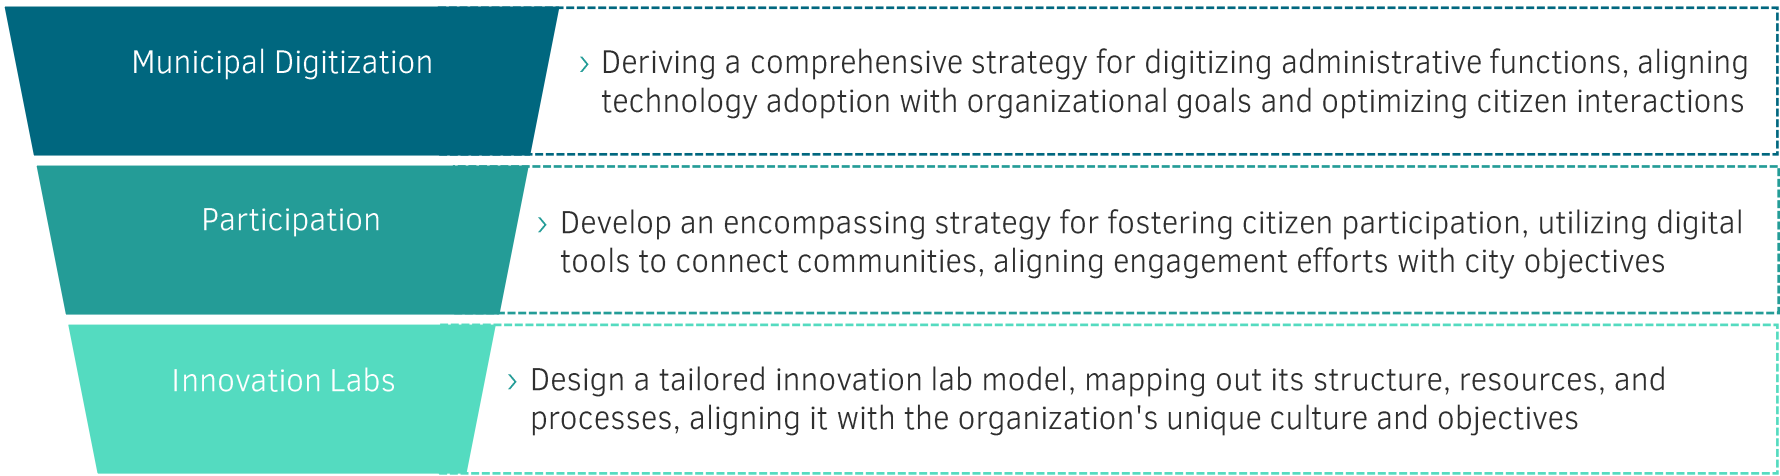 Municipal Digitization
› Deriving a comprehensive strategy for digitizing administrative functions, aligning
technology adoption with organizational goals and optimizing citizen interactions
Participation
› Develop an encompassing strategy for fostering citizen participation, utilizing digital
tools to connect communities, aligning engagement efforts with city objectives
Innovation Labs
› Design a tailored innovation lab model, mapping out its structure, resources, and
processes, aligning it with the organization's unique culture and objectives